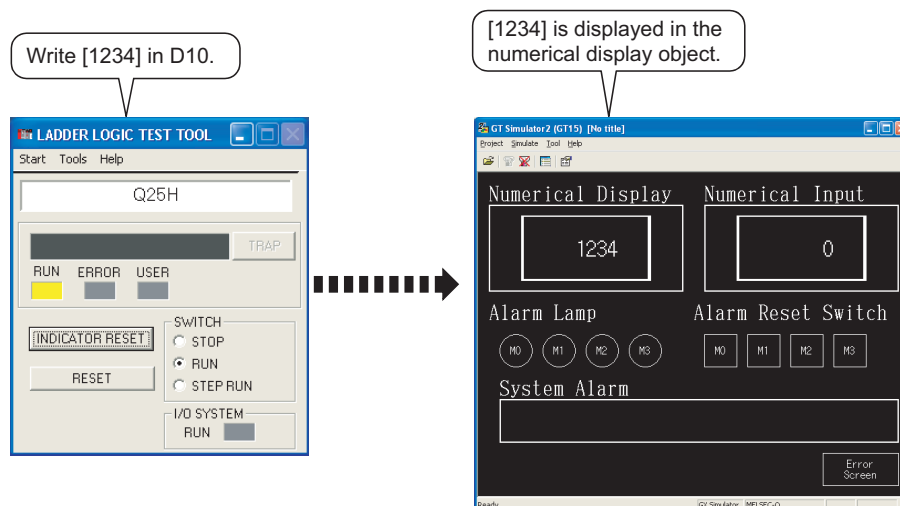 Write [1234] in D10.
[1234] is displayed in the
numerical display object.
LADDER LOGIC TEST TOOL
Start Tools Help
Q25H
TRAP
RUN ERROR USER
INDICATOR RESET
RESET
SWITCH
STOP
RUN
STEP RUN
I/O SYSTEM
RUN
GT Simulator2 (GT15) [No title]
Project Simulate Tool Help
Numerical Display Numerical Input
1234 0
Alarm Lamp Alarm Reset Switch
M0 M1 M2 M3 M0 M1 M2 M3
System Alarm
Error
Screen
Ready GX Simulator MELSEC-Q